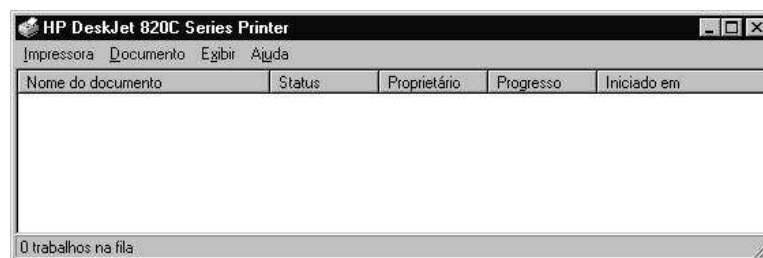 HP DeskJet 820C Series Printer
Impressora Documento Exibir Ajuda
Nome do documento Status Proprietário Progresso Iniciado em
0 trabalhos na fila